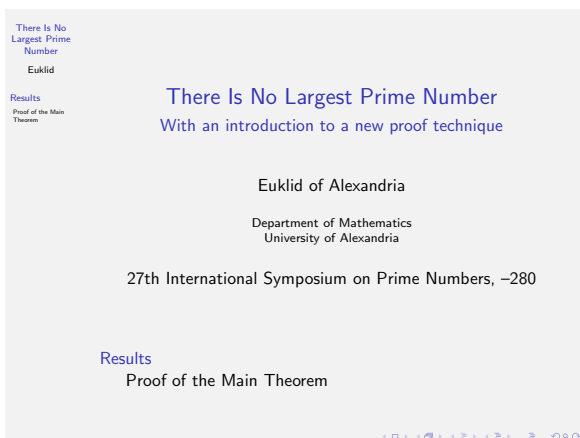 There Is No
Largest Prime
Number
Euklid
Results
Proof of the Main
Theorem
There Is No Largest Prime Number
With an introduction to a new proof technique
Euklid of Alexandria
Department of Mathematics
University of Alexandria
27th International Symposium on Prime Numbers, –280
Results
Proof of the Main Theorem